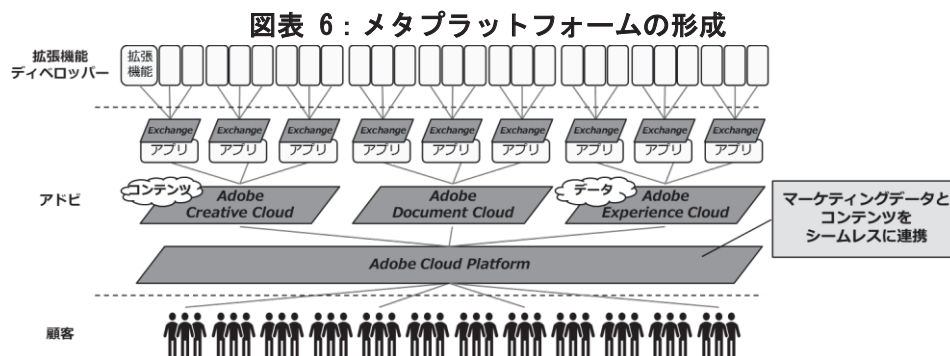 図表 6：メタプラットフォームの形成
拡張機能
ディベロッパー
拡張
機能
Exchange
アプリ
Exchange
アプリ
Exchange
アプリ
Exchange
アプリ
Exchange
アプリ
Exchange
アプリ
Exchange
アプリ
Exchange
アプリ
Exchange
アプリ
アドビ
コンテンツ
Adobe
Creative Cloud
Adobe
Document Cloud
データ
Adobe
Experience Cloud
マーケティングデータと
コンテンツを
シームレスに連携
Adobe Cloud Platform
顧客